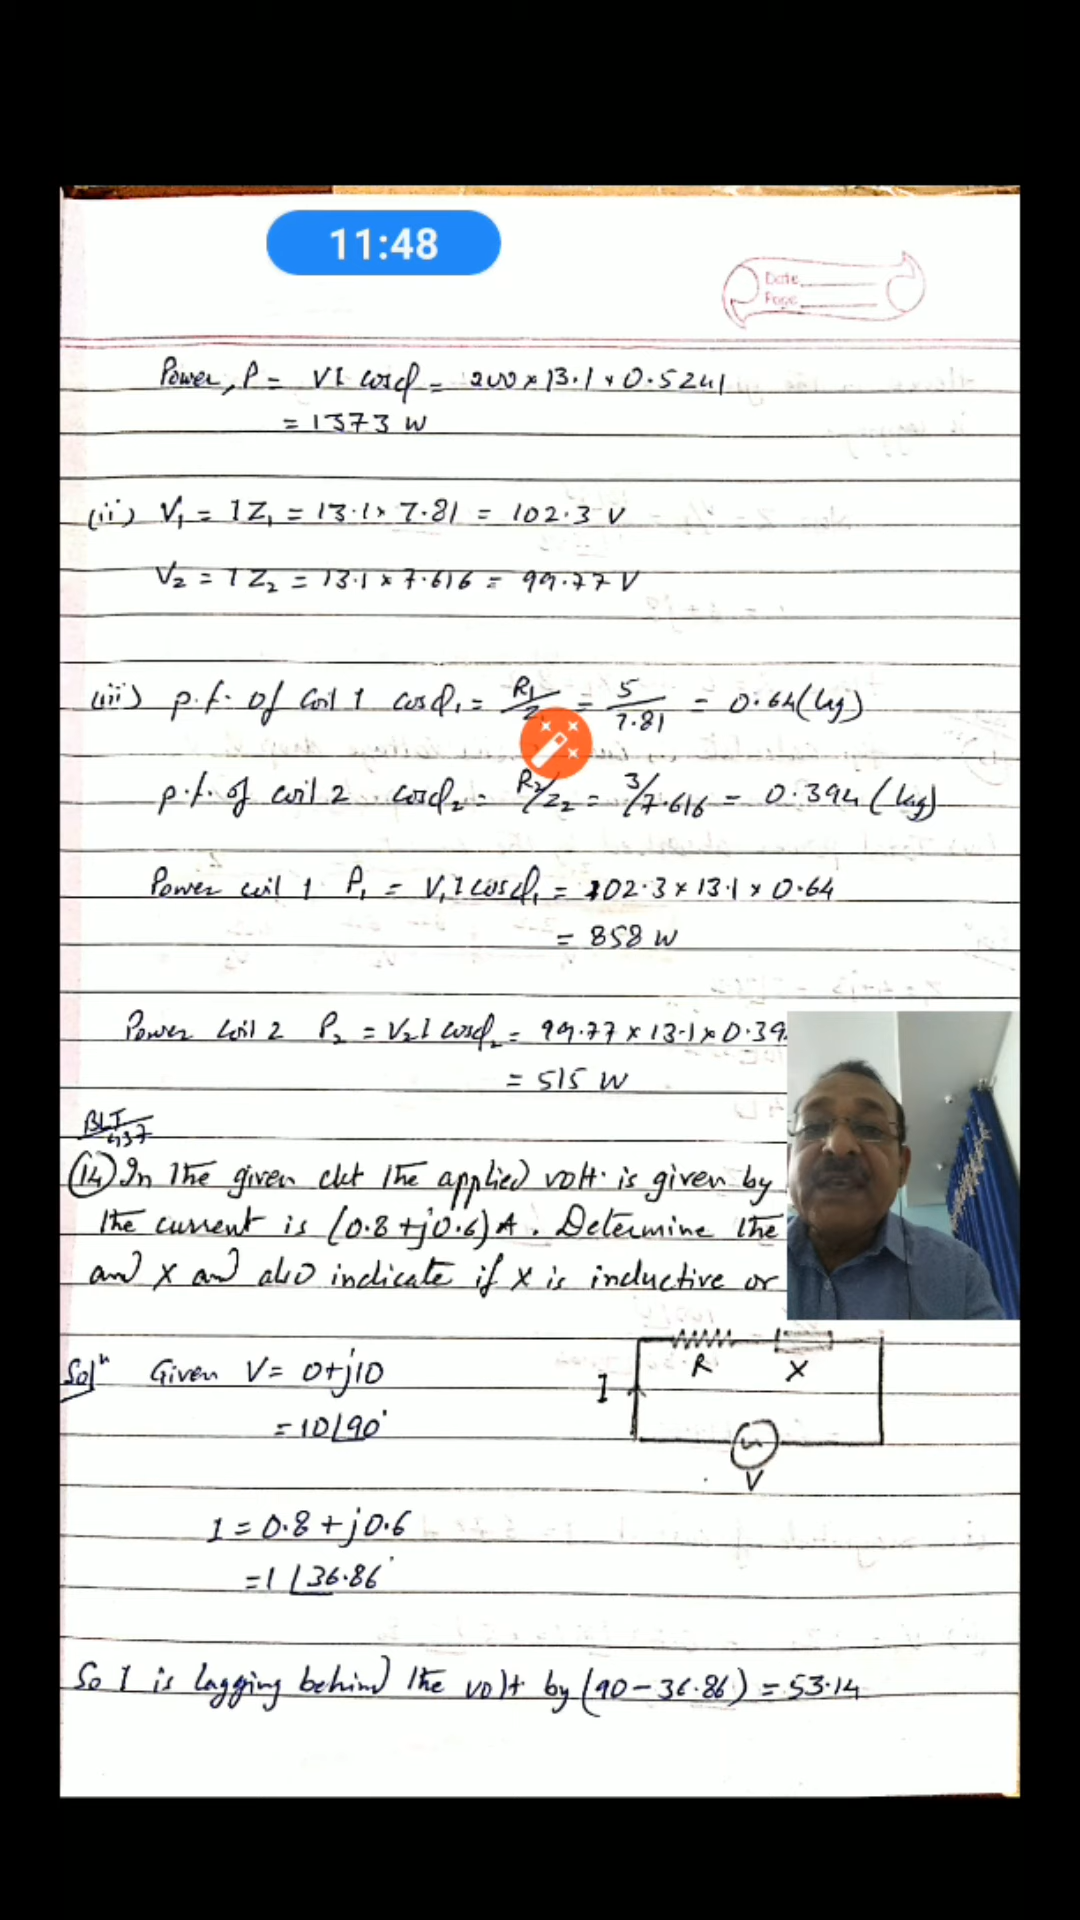 11:48
Date
Page
Power, P = VI cosφ = 200 × 13.1 × 0.5241
= 1373 W
(ii) V₁ = IZ₁ = 13.1 × 7.81 = 102.3 V
V₂ = IZ₂ = 13.1 × 7.616 = 99.77 V
(iii) p.f. of Coil 1 cosφ₁ = R₁/Z₁ = 5/7.81 = 0.64 (lag)
p.f. of coil 2 cosφ₂ = R₂/Z₂ = 3/7.616 = 0.394 (lag)
Power coil 1 P₁ = V₁I cosφ₁ = 102.3 × 13.1 × 0.64
= 858 W
Power Coil 2 P₂ = V₂I cosφ₂ = 99.77 × 13.1 × 0.39
= 515 W
BLT/437
(14) In the given ckt the applied volt. is given by
the current is (0.8 + j0.6) A. Determine the
and X and also indicate if X is inductive or
Solⁿ Given V = 0 + j10
= 10∠90°
R X
I
V
I = 0.8 + j0.6
= 1∠36.86°
So I is lagging behind the volt by (90 - 36.86) = 53.14